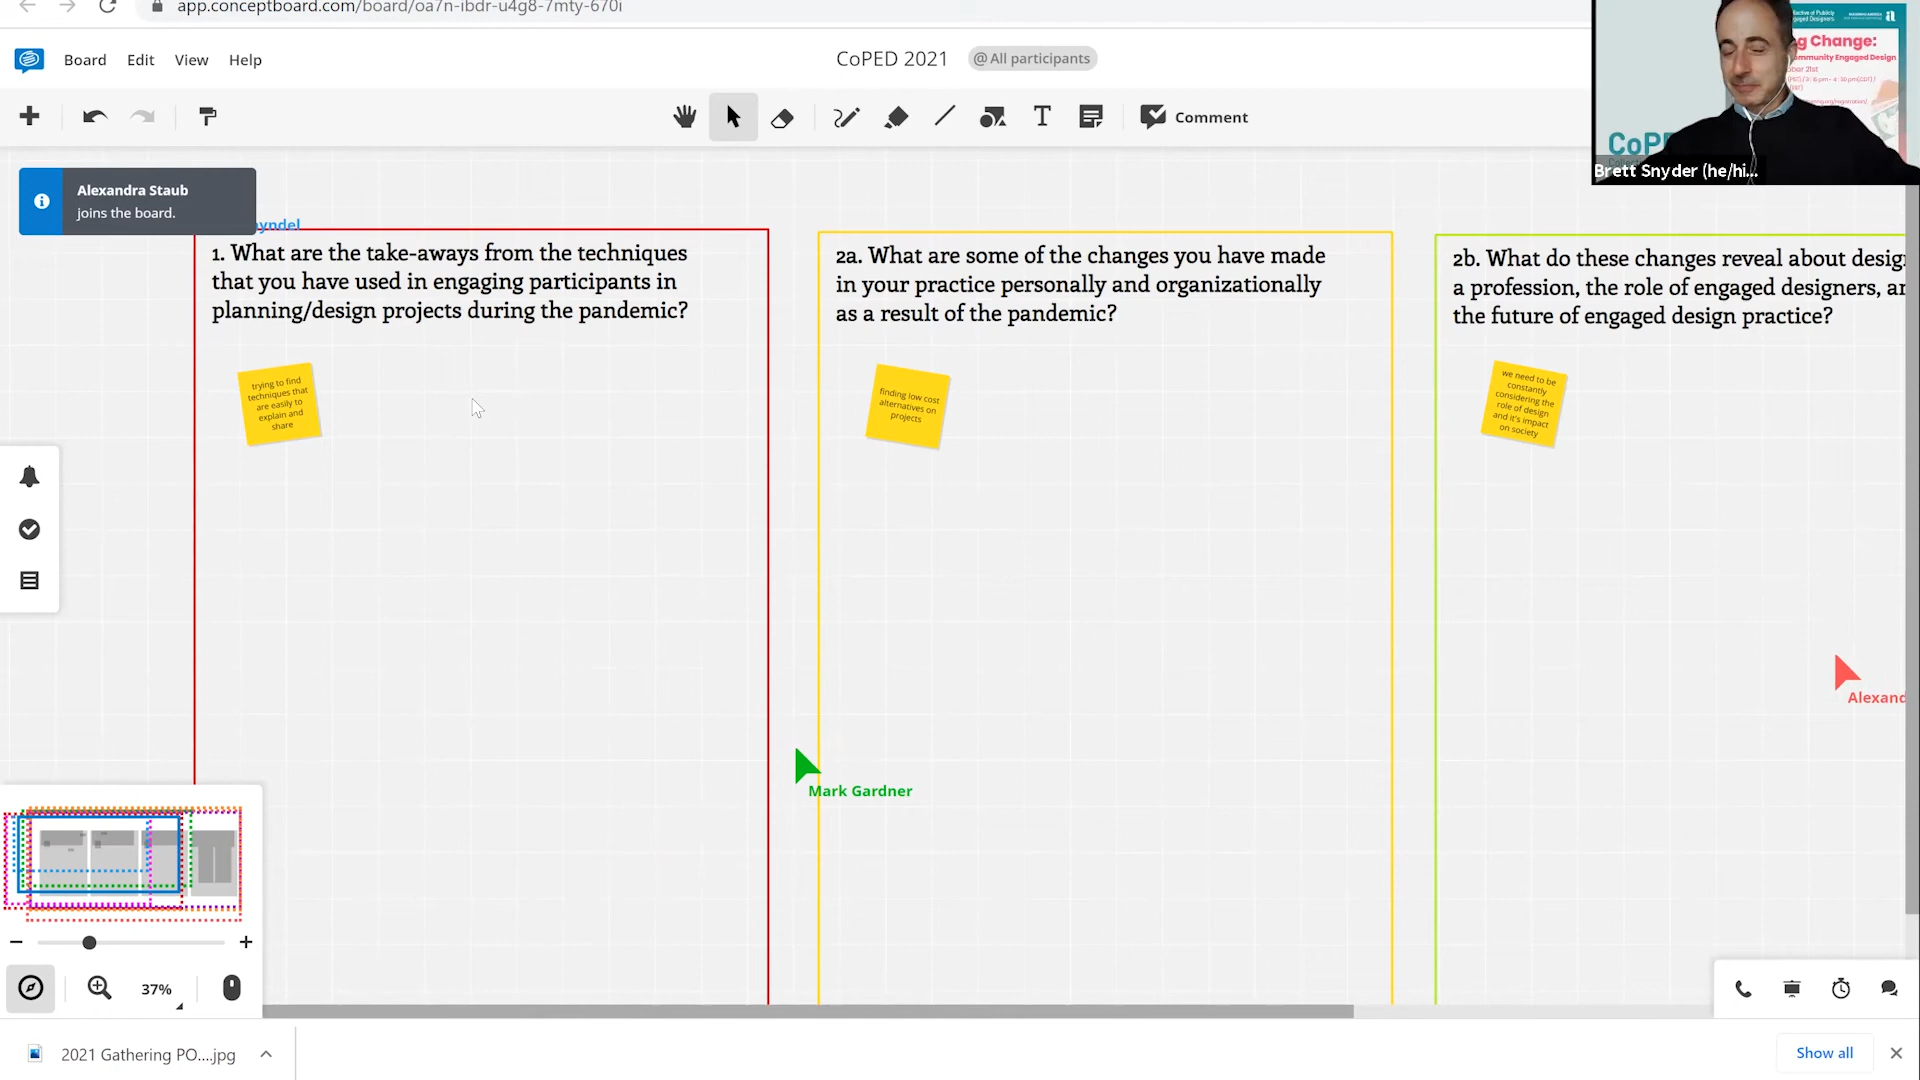 app.conceptboard.com/board/oa7n-ibdr-u4g8-7mty-670i
Board Edit View Help
CoPED 2021
@All participants
Comment
Alexandra Staub
joins the board.
1. What are the take-aways from the techniques
that you have used in engaging participants in
planning/design projects during the pandemic?
trying to find
techniques that
are easily to
explain and
share
2a. What are some of the changes you have made
in your practice personally and organizationally
as a result of the pandemic?
finding low cost
alternatives on
projects
2b. What do these changes reveal about
a profession, the role of engaged designers,
the future of engaged design practice?
we need to be
constantly
considering the
role of design
and it's impact
on society
Mark Gardner
Alexand
g Change:
ommunity Engaged Design
Brett Snyder (he/hi...
37%
2021 Gathering PO....jpg
Show all